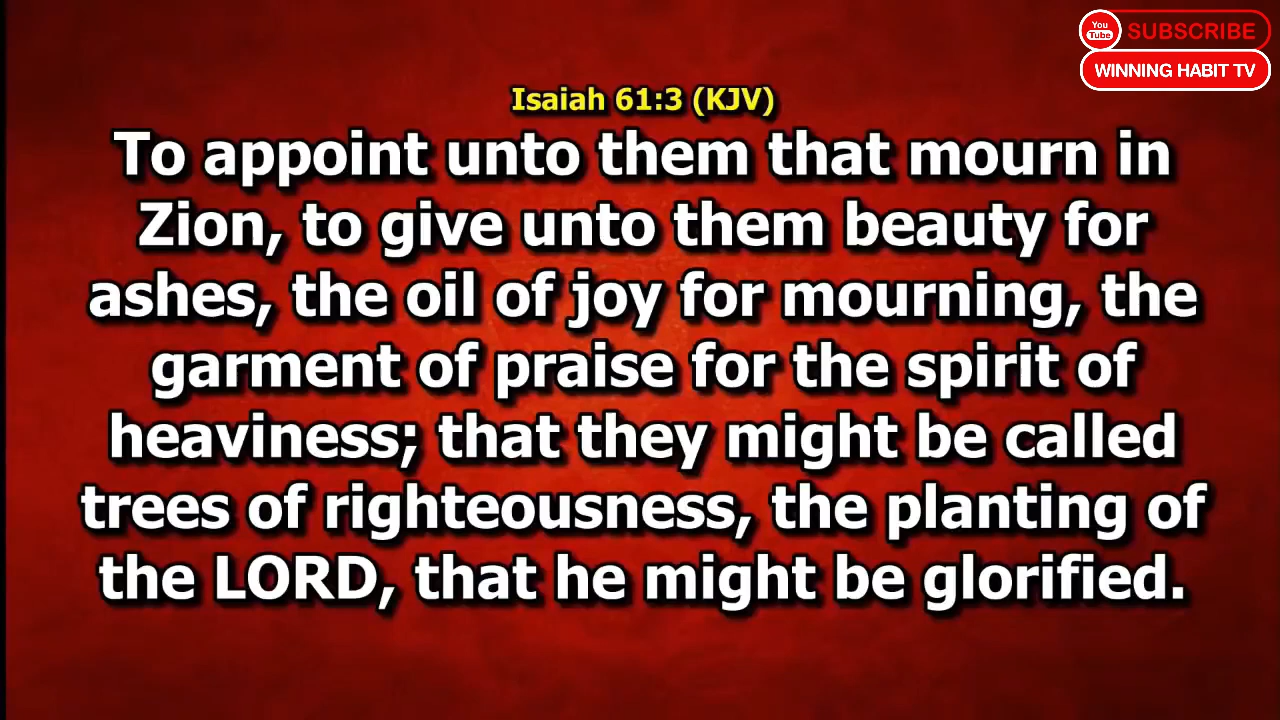 You
Tube
SUBSCRIBE
WINNING HABIT TV
Isaiah 61:3 (KJV)
To appoint unto them that mourn in
Zion, to give unto them beauty for
ashes, the oil of joy for mourning, the
garment of praise for the spirit of
heaviness; that they might be called
trees of righteousness, the planting of
the LORD, that he might be glorified.